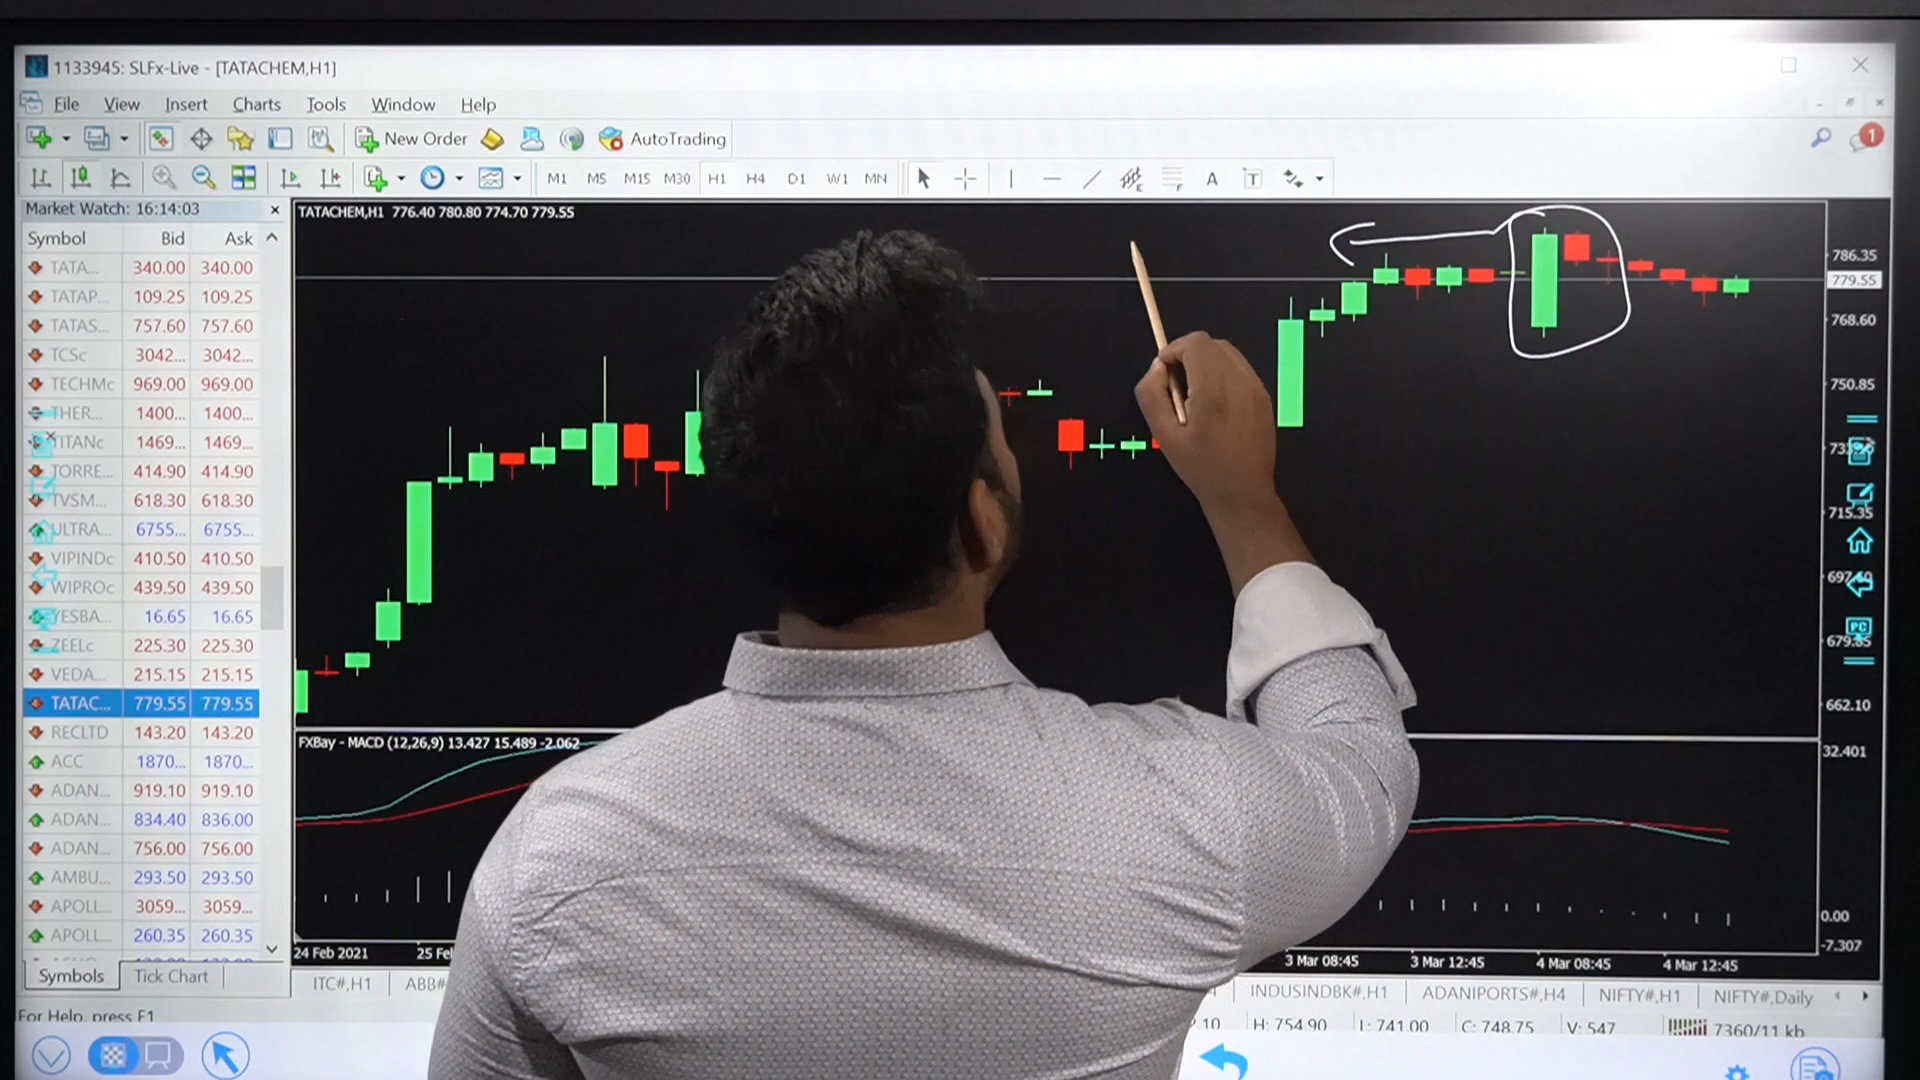 1133945: SLFx-Live - [TATACHEM,H1]
File View Insert Charts Tools Window Help
New Order AutoTrading 1
M1 M5 M15 M30 H1 H4 D1 W1 MN A T
Market Watch: 16:14:03
Symbol Bid Ask
TATA... 340.00 340.00
TATAP... 109.25 109.25
TATAS... 757.60 757.60
TCSc 3042... 3042...
TECHMc 969.00 969.00
THER... 1400... 1400...
TITANc 1469... 1469...
TORRE... 414.90 414.90
TVSM... 618.30 618.30
ULTRA... 6755... 6755...
VIPINDc 410.50 410.50
WIPROc 439.50 439.50
YESBA... 16.65 16.65
ZEELc 225.30 225.30
VEDA... 215.15 215.15
TATAC... 779.55 779.55
RECLTD 143.20 143.20
ACC 1870... 1870...
ADAN... 919.10 919.10
ADAN... 834.40 836.00
ADAN... 756.00 756.00
AMBU... 293.50 293.50
APOLL... 3059... 3059...
APOLL... 260.35 260.35
Symbols Tick Chart
For Help, press F1
TATACHEM,H1 776.40 780.80 774.70 779.55
786.35
779.55
768.60
750.85
715.35
679.85
662.10
PC
FXBay - MACD (12,26,9) 13.427 15.489 -2.062
32.401
0.00
-7.307
24 Feb 2021 25 Fe 3 Mar 08:45 3 Mar 12:45 4 Mar 08:45 4 Mar 12:45
ITC#,H1 ABB# INDUSINDBK#,H1 ADANIPORTS#,H4 NIFTY#,H1 NIFTY#,Daily
.10 H: 754.90 L: 741.00 C: 748.75 V: 547 7360/11 kb